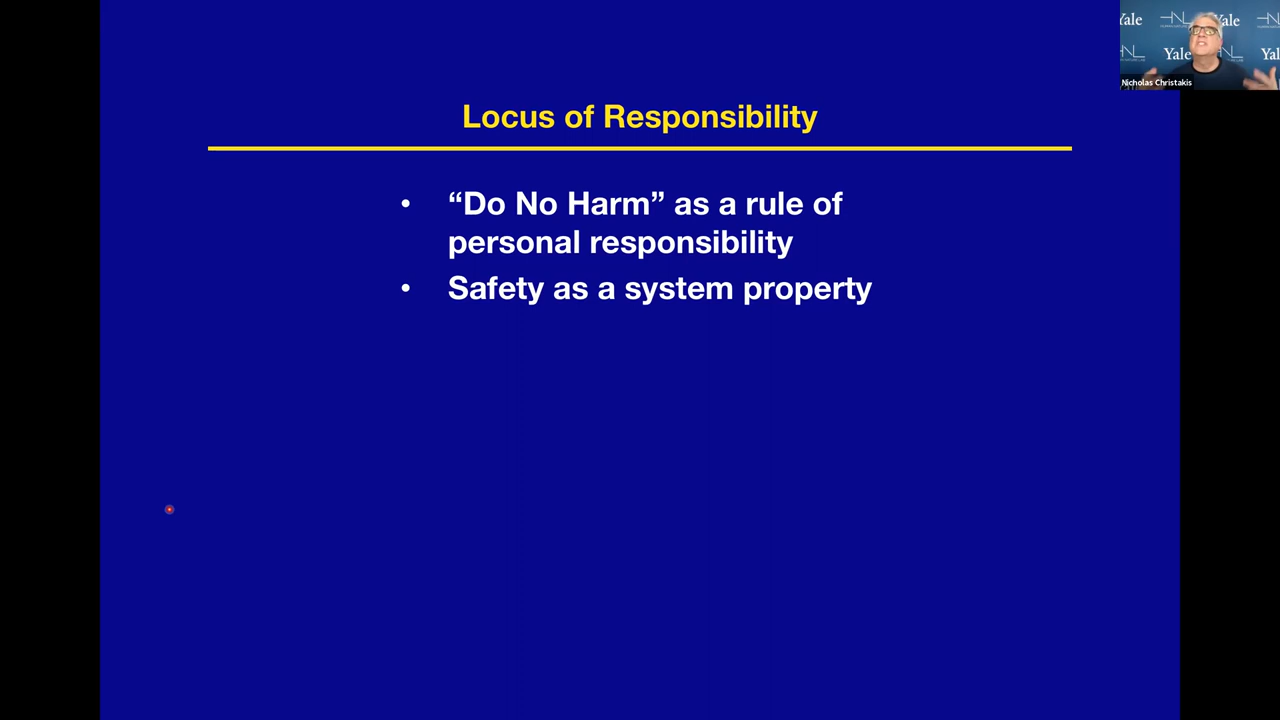 Yale
Yale
Yale
Yal
Nicholas Christakis
Locus of Responsibility
• “Do No Harm” as a rule of
personal responsibility
• Safety as a system property